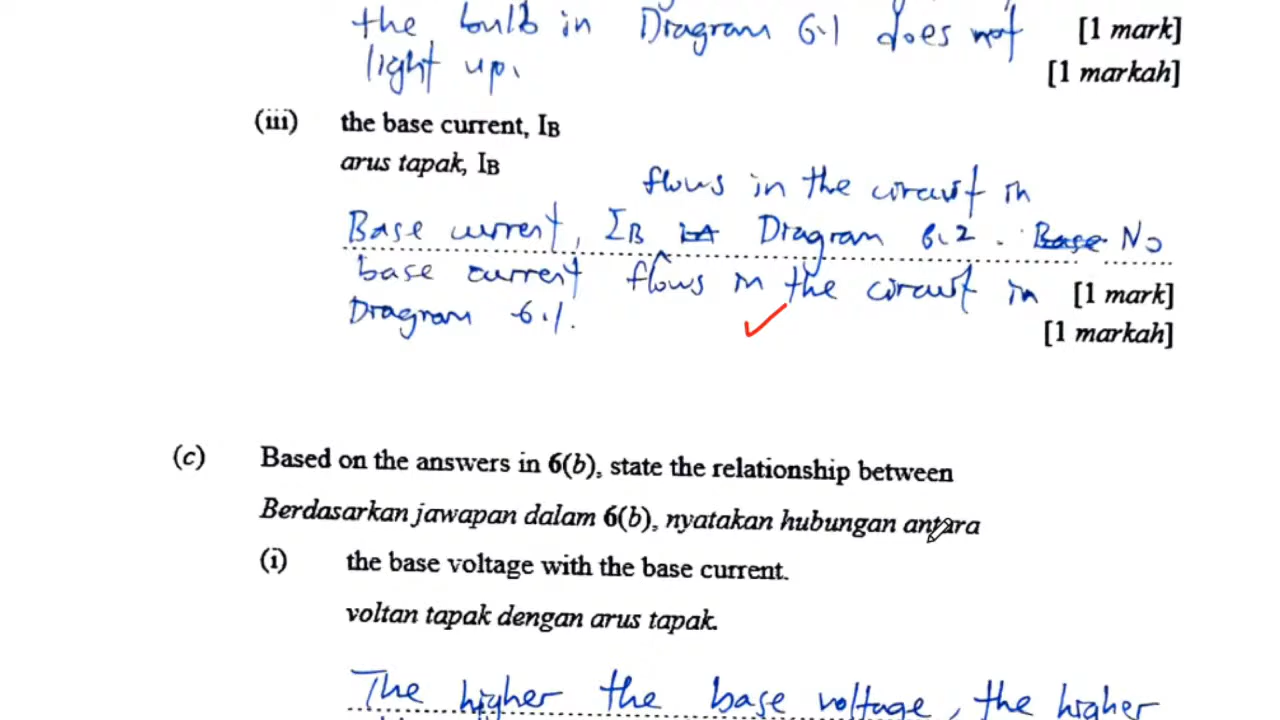 the bulb in Diagram 6.1 does not [1 mark]
light up. [1 markah]
(iii) the base current, IB
arus tapak, IB
flows in the circuit in
Base current, IB Diagram 6.2. Base No
base current flows in the circuit in [1 mark]
Diagram 6.1. [1 markah]
(c) Based on the answers in 6(b), state the relationship between
Berdasarkan jawapan dalam 6(b), nyatakan hubungan antara
(i) the base voltage with the base current.
voltan tapak dengan arus tapak.
The higher the base voltage, the higher